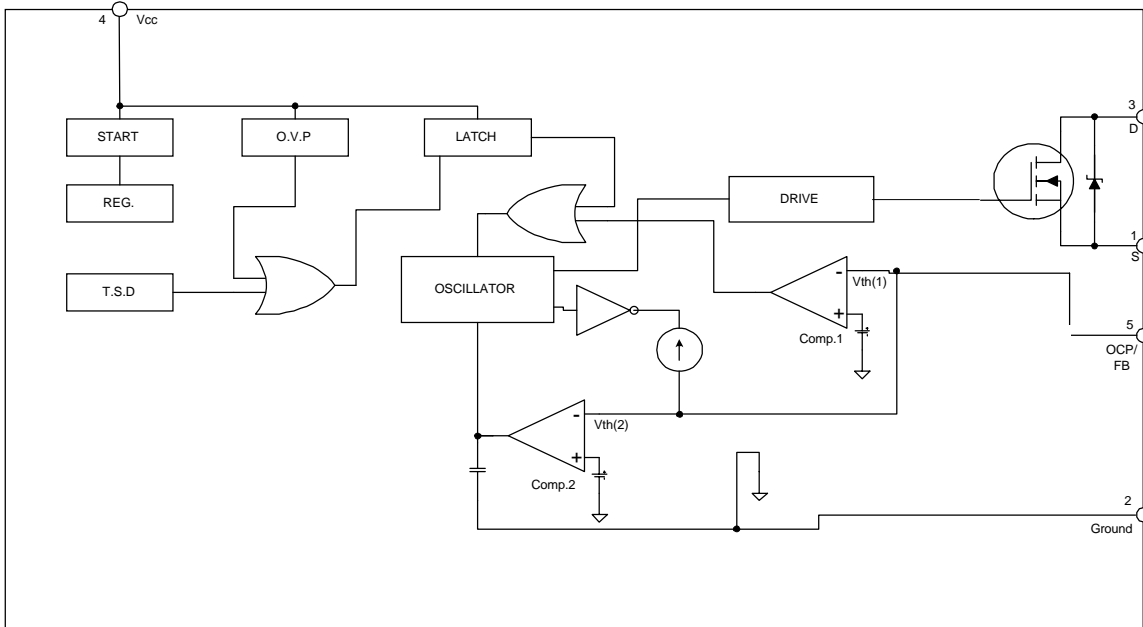 4 Vcc
3
D
START
O.V.P
LATCH
REG.
DRIVE
1
S
T.S.D
OSCILLATOR
-
Vth(1)
+
Comp.1
5
OCP/
FB
-
Vth(2)
+
Comp.2
2
Ground